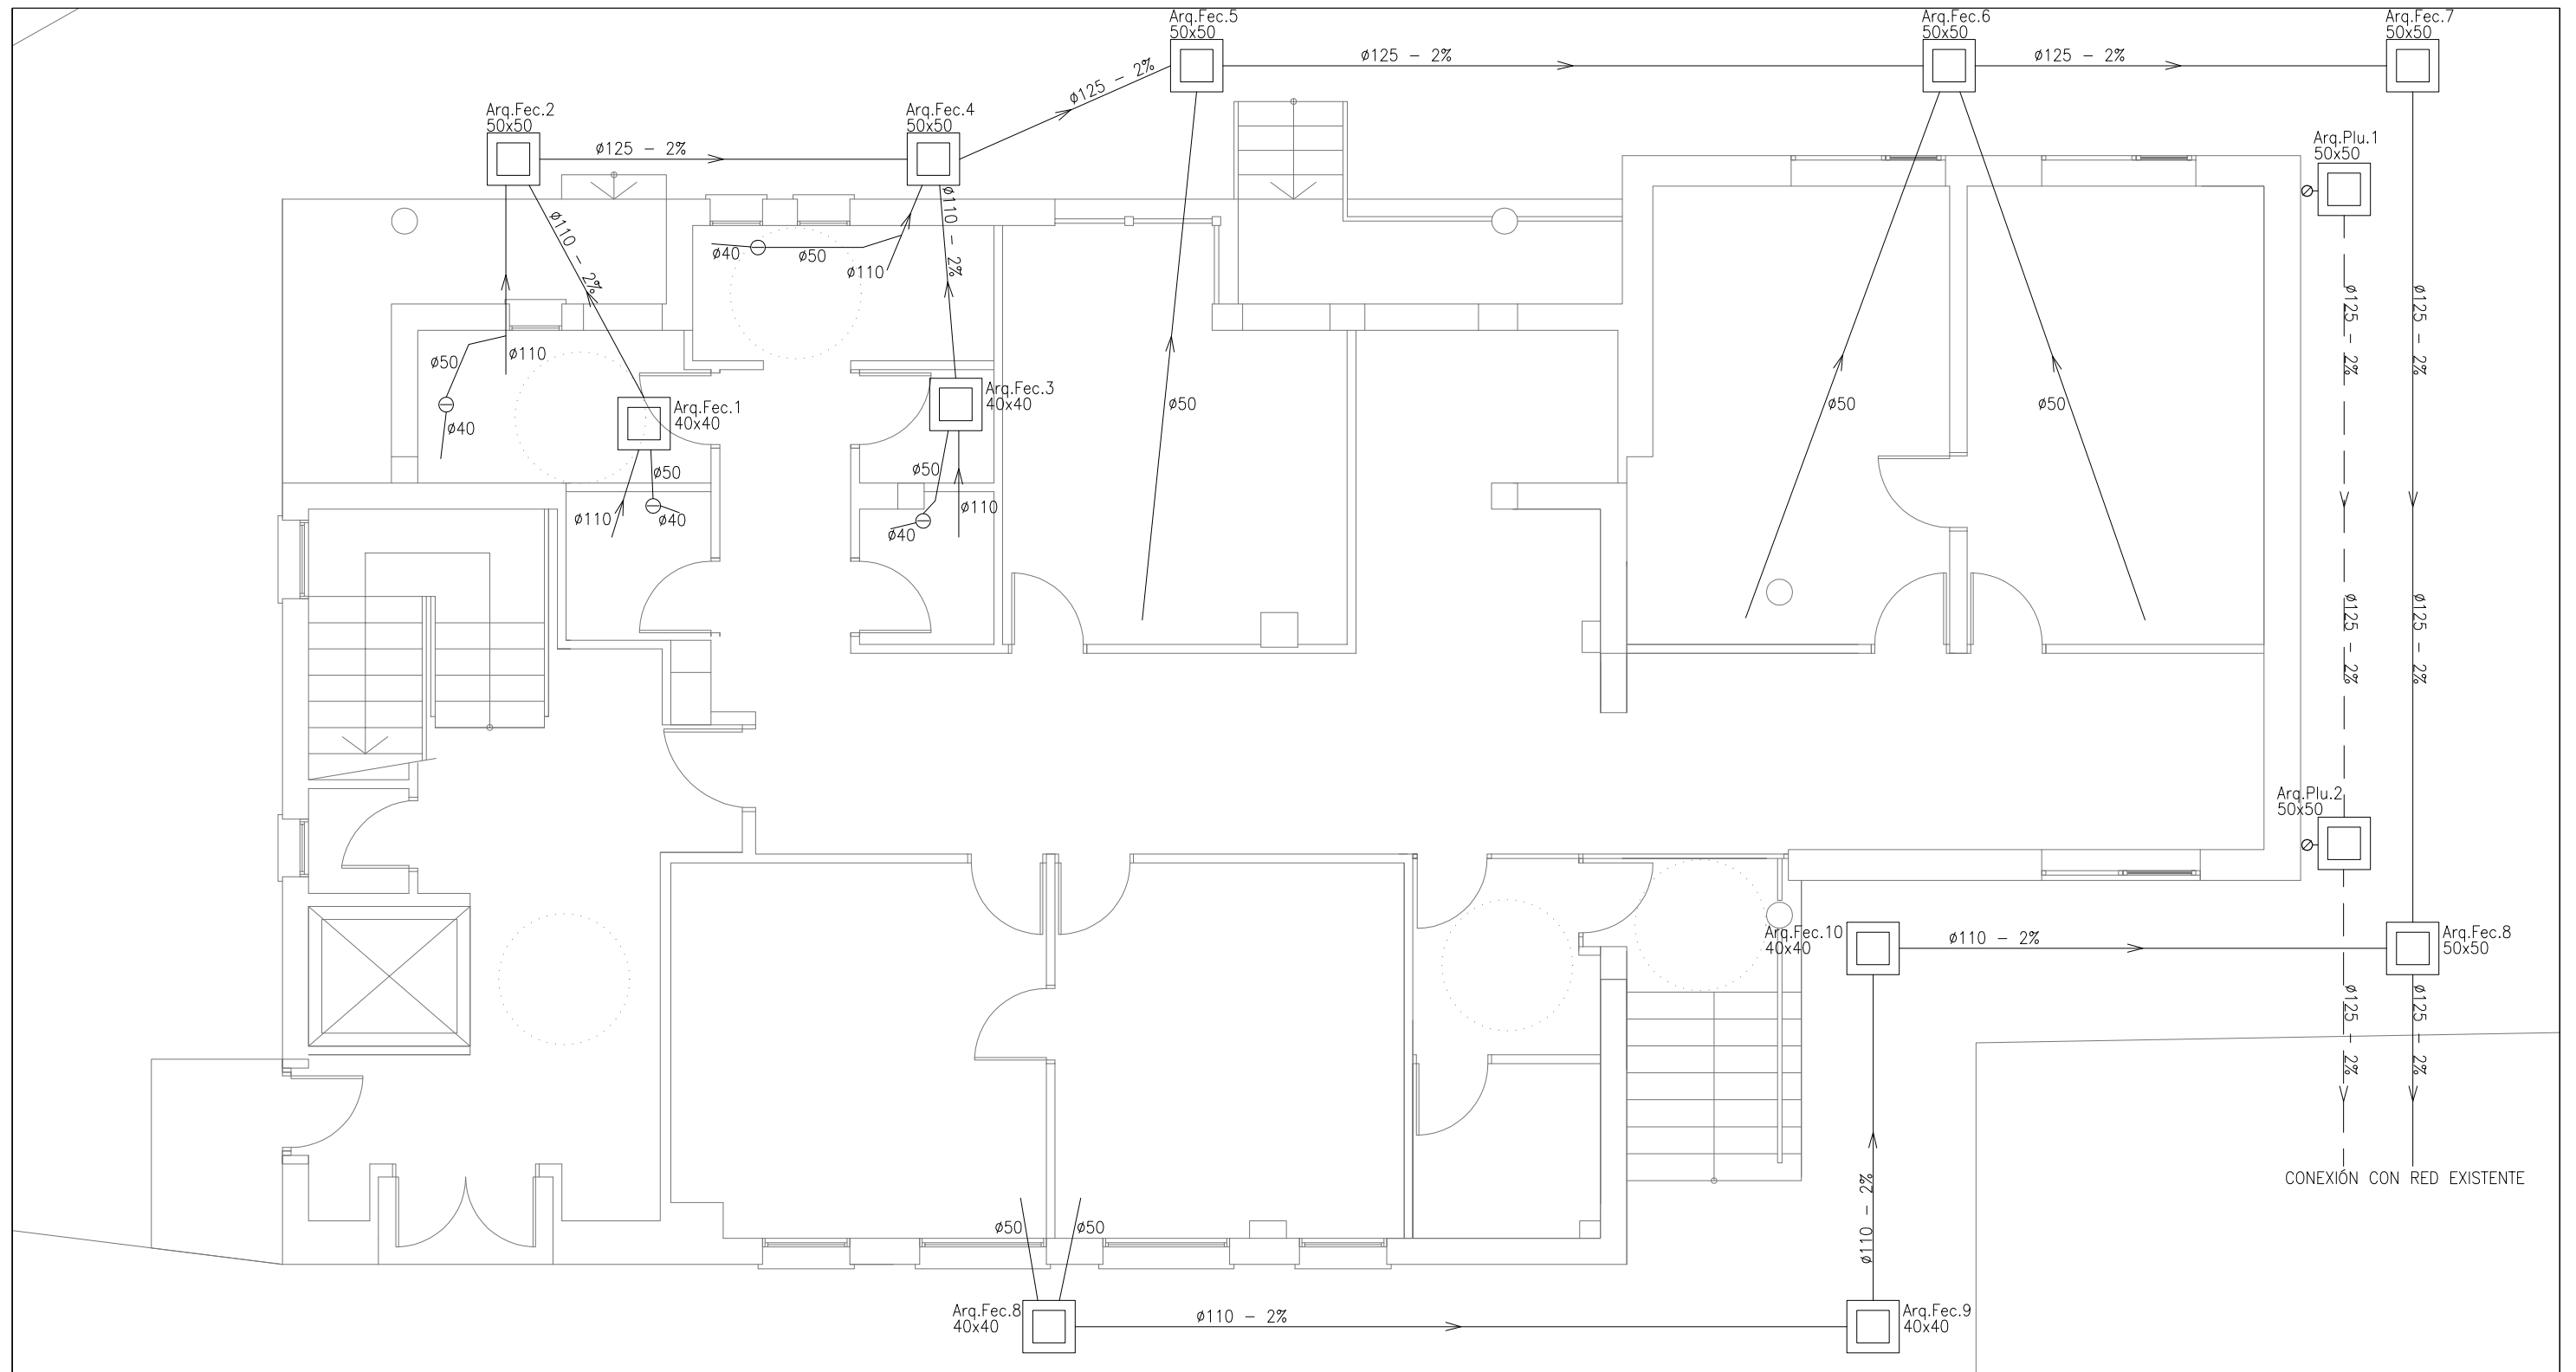 Arq.Fec.5
50x50
Arq.Fec.6
50x50
Arq.Fec.7
50x50
ø125 - 2%
ø125 - 2%
ø125 - 2%
Arq.Fec.2
50x50
Arq.Fec.4
50x50
ø125 - 2%
Arq.Plu.1
50x50
ø110 - 2%
ø110 - 2%
ø40
ø50
ø110
ø125 - 2%
ø125 - 2%
ø50
ø110
ø40
Arq.Fec.1
40x40
Arq.Fec.3
40x40
ø50
ø50
ø50
ø50
ø110
ø40
ø50
ø40
ø110
ø125 - 2%
ø125 - 2%
Arq.Plu.2
50x50
Arq.Fec.10
40x40
ø110 - 2%
Arq.Fec.8
50x50
ø125 - 2%
ø125 - 2%
CONEXIÓN CON RED EXISTENTE
ø50
ø50
ø110 - 2%
Arq.Fec.8
40x40
ø110 - 2%
Arq.Fec.9
40x40